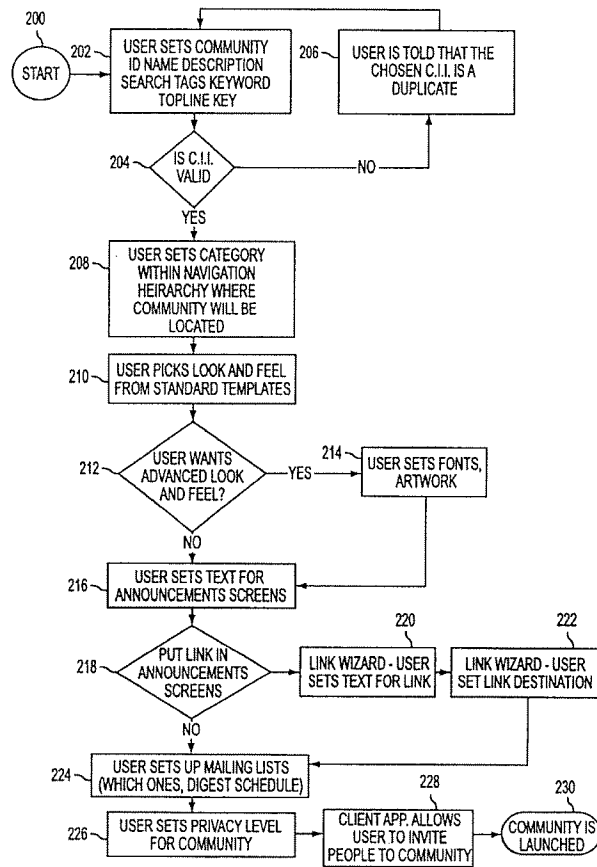 200
START
202
USER SETS COMMUNITY
ID NAME DESCRIPTION
SEARCH TAGS KEYWORD
TOPLINE KEY
206
USER IS TOLD THAT THE
CHOSEN C.I.I. IS A
DUPLICATE
204
IS C.I.I.
VALID
NO
YES
208
USER SETS CATEGORY
WITHIN NAVIGATION
HEIRARCHY WHERE
COMMUNITY WILL BE
LOCATED
210
USER PICKS LOOK AND FEEL
FROM STANDARD TEMPLATES
212
USER WANTS
ADVANCED LOOK
AND FEEL?
YES
214
USER SETS FONTS,
ARTWORK
NO
216
USER SETS TEXT FOR
ANNOUNCEMENTS SCREENS
218
PUT LINK IN
ANNOUNCEMENTS
SCREENS
220
LINK WIZARD - USER
SETS TEXT FOR LINK
222
LINK WIZARD - USER
SET LINK DESTINATION
NO
224
USER SETS UP MAILING LISTS
(WHICH ONES, DIGEST SCHEDULE)
226
USER SETS PRIVACY LEVEL
FOR COMMUNITY
228
CLIENT APP. ALLOWS
USER TO INVITE
PEOPLE TO COMMUNITY
230
COMMUNITY IS
LAUNCHED